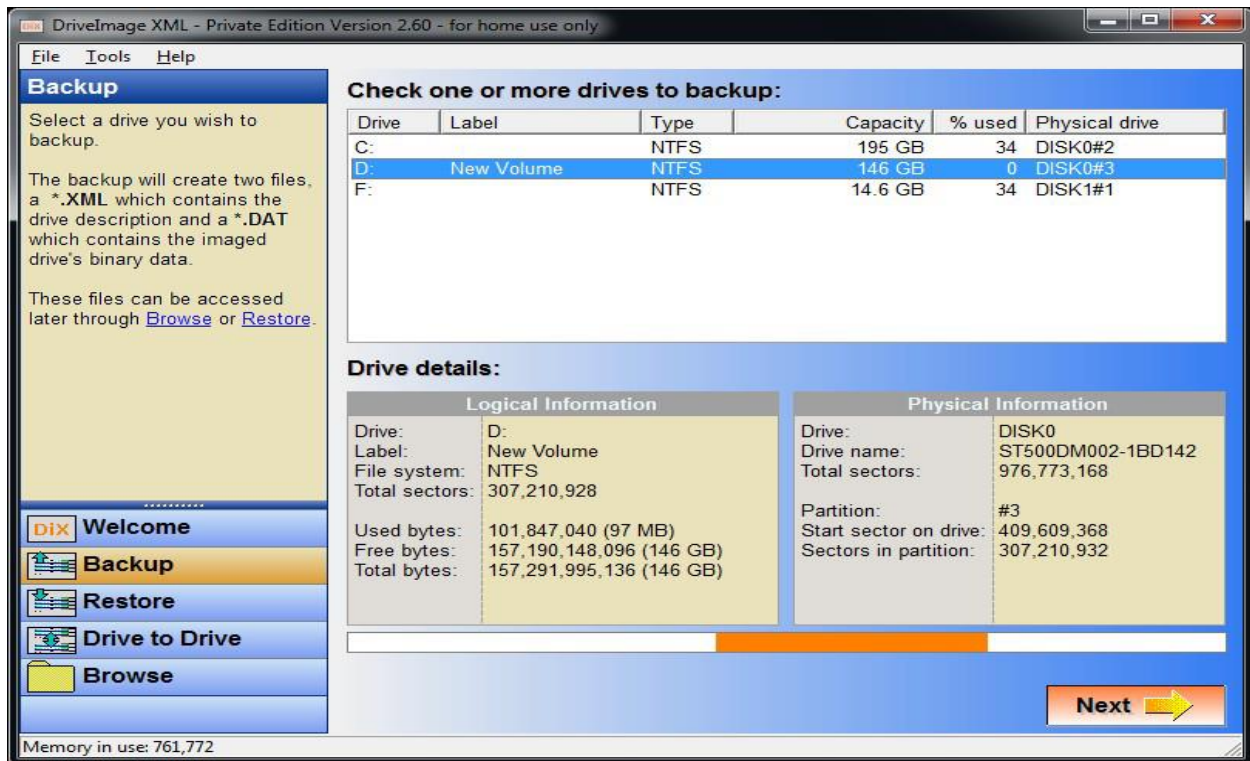 DriveImage XML - Private Edition Version 2.60 - for home use only
File Tools Help
Backup
Select a drive you wish to
backup.
The backup will create two files,
a *.XML which contains the
drive description and a *.DAT
which contains the imaged
drive's binary data.
These files can be accessed
later through Browse or Restore.
DiX Welcome
Backup
Restore
Drive to Drive
Browse
Check one or more drives to backup:
Drive Label Type Capacity % used Physical drive
C: NTFS 195 GB 34 DISK0#2
D: New Volume NTFS 146 GB 0 DISK0#3
F: NTFS 14.6 GB 34 DISK1#1
Drive details:
Logical Information
Drive: D:
Label: New Volume
File system: NTFS
Total sectors: 307,210,928
Used bytes: 101,847,040 (97 MB)
Free bytes: 157,190,148,096 (146 GB)
Total bytes: 157,291,995,136 (146 GB)
Physical Information
Drive: DISK0
Drive name: ST500DM002-1BD142
Total sectors: 976,773,168
Partition: #3
Start sector on drive: 409,609,368
Sectors in partition: 307,210,932
Next
Memory in use: 761,772